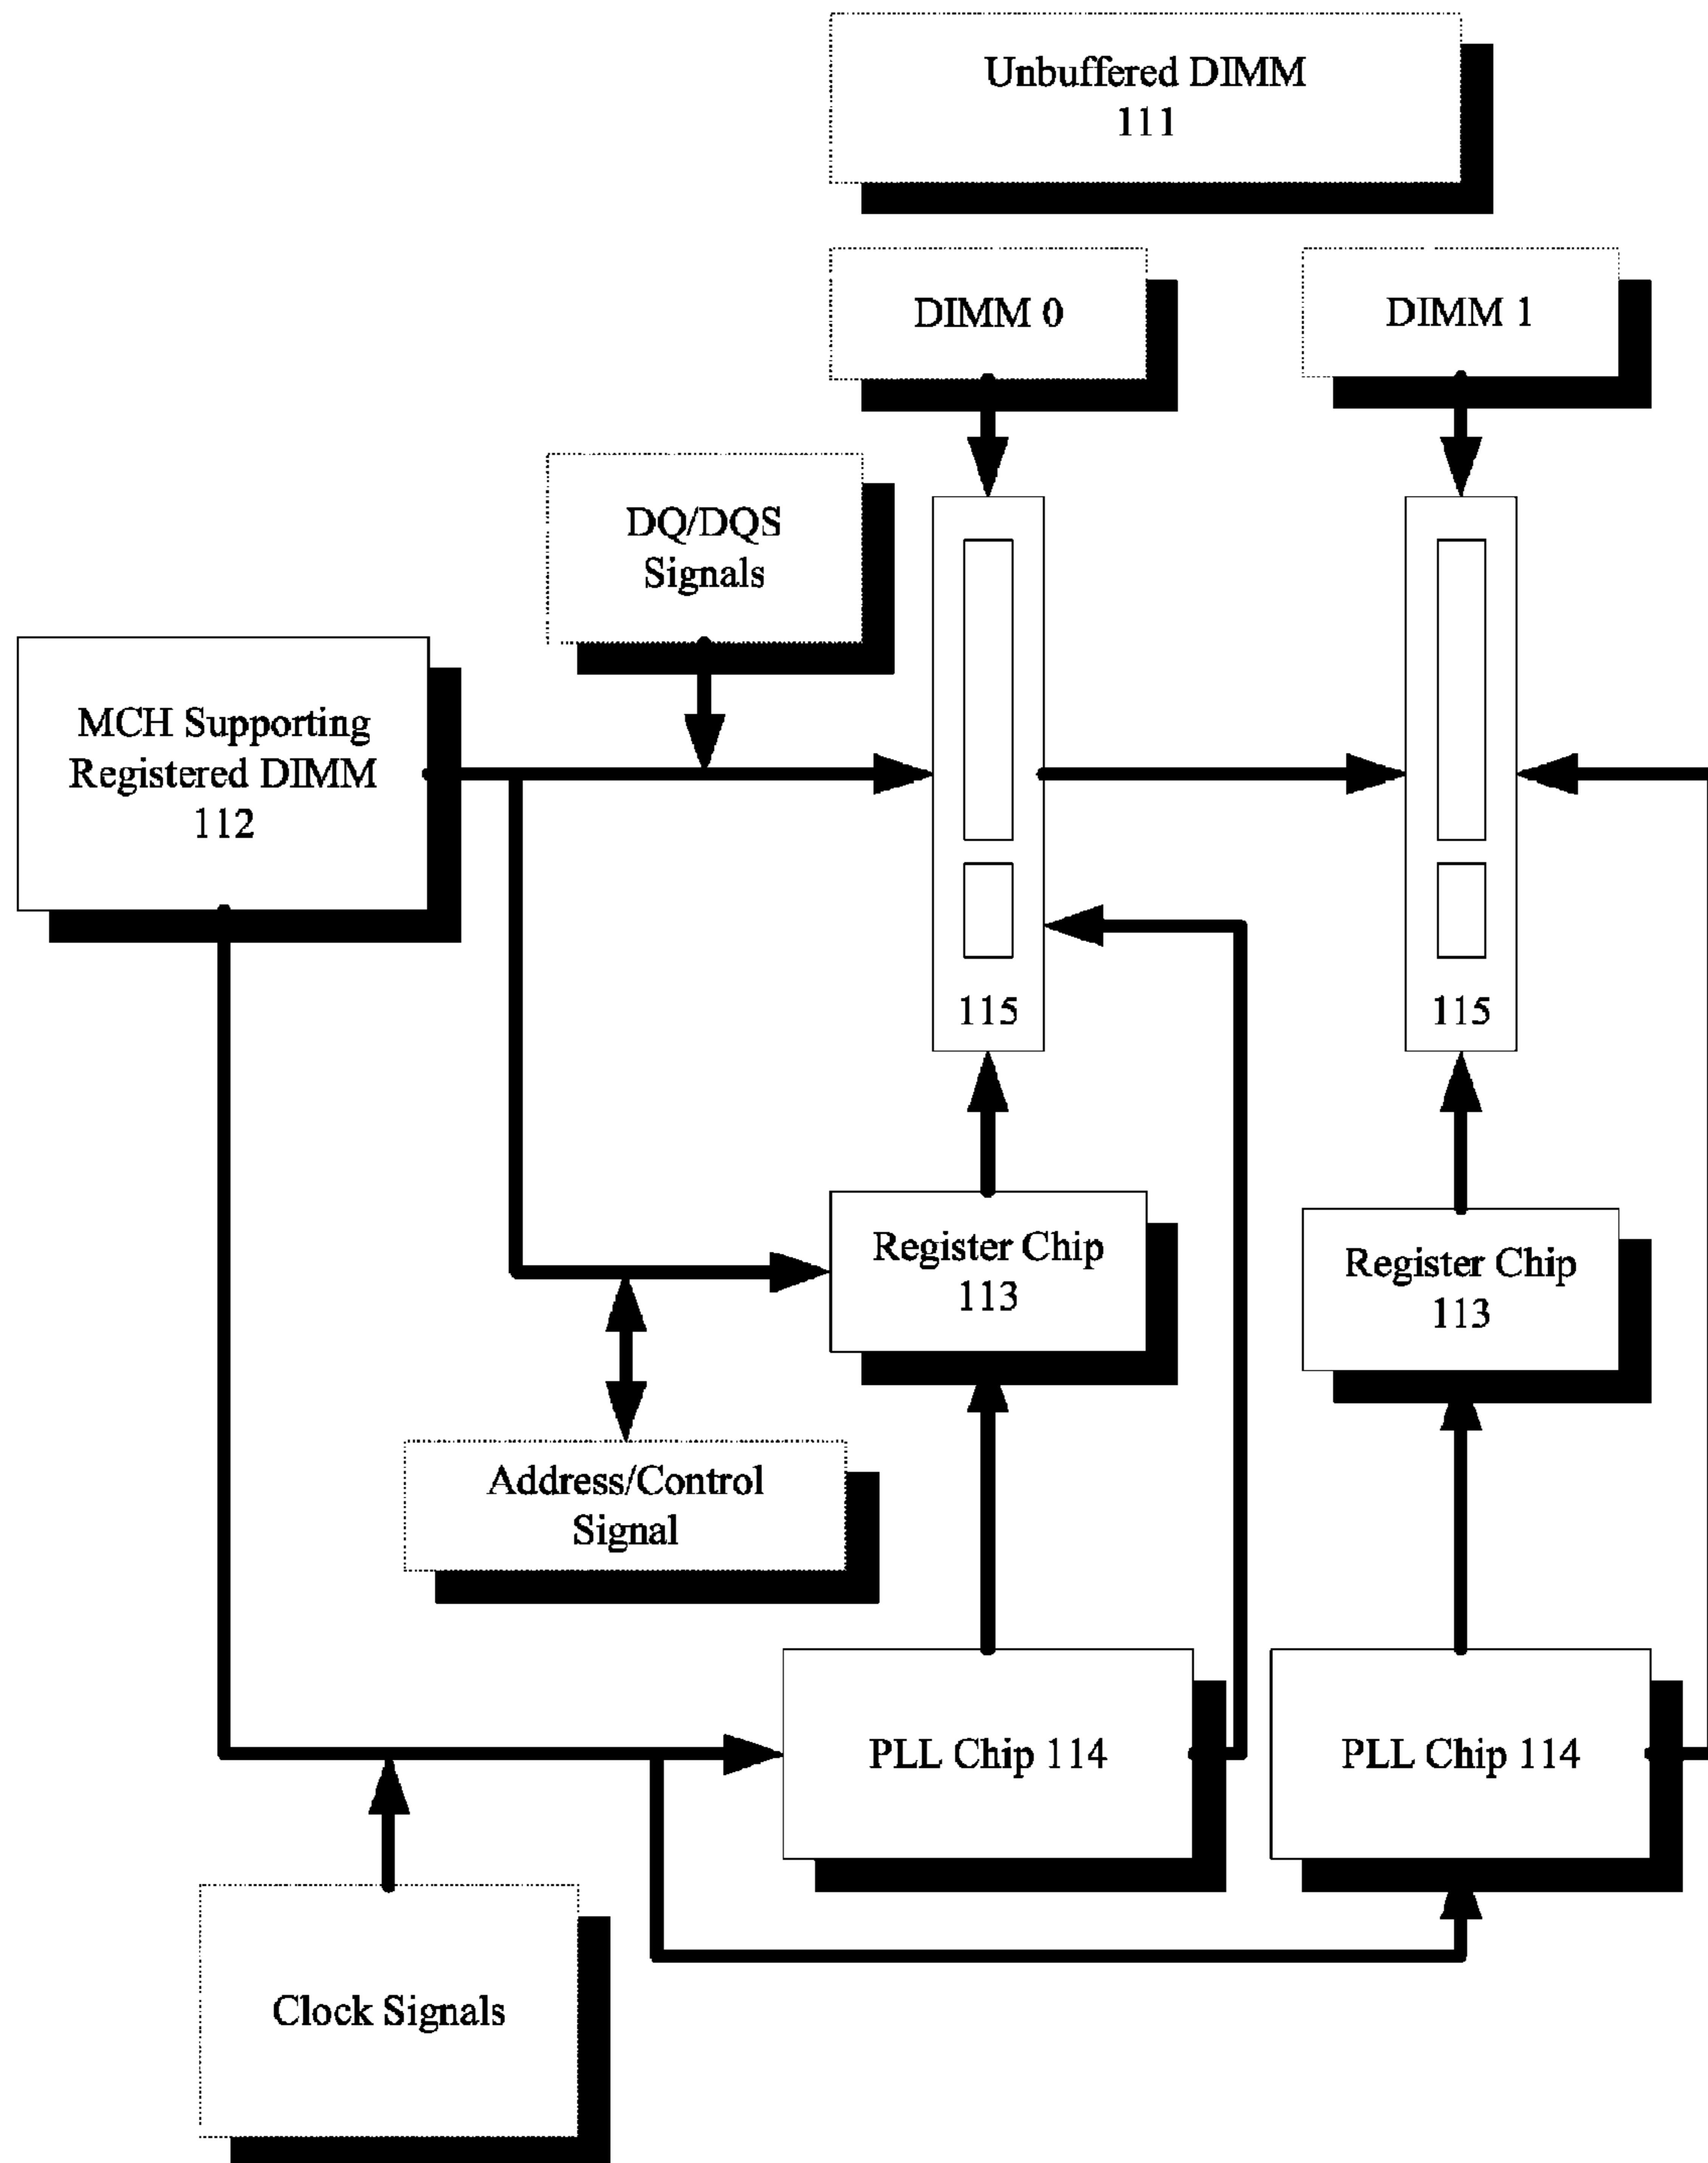 Unbuffered DIMM
111
DIMM 0
DIMM 1
DQ/DQS
Signals
MCH Supporting
Registered DIMM
112
115
115
Register Chip
113
Register Chip
113
Address/Control
Signal
PLL Chip 114
PLL Chip 114
Clock Signals